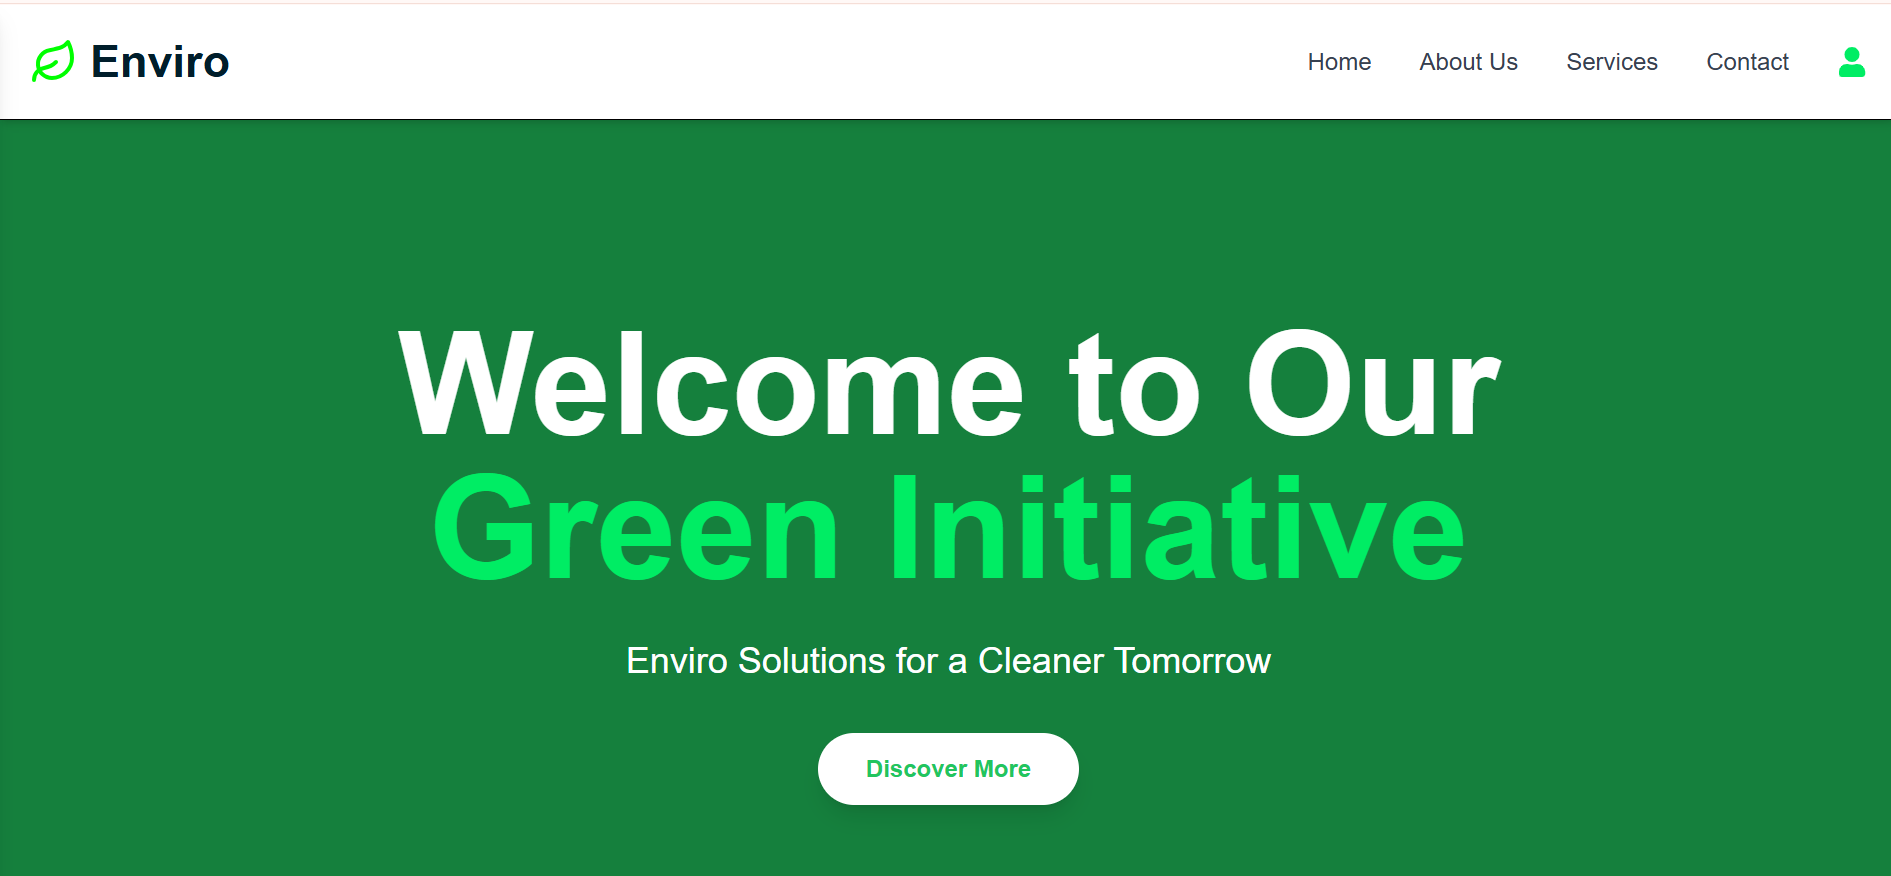 Enviro
Home
About Us
Services
Contact
Welcome to Our
Green Initiative
Enviro Solutions for a Cleaner Tomorrow
Discover More